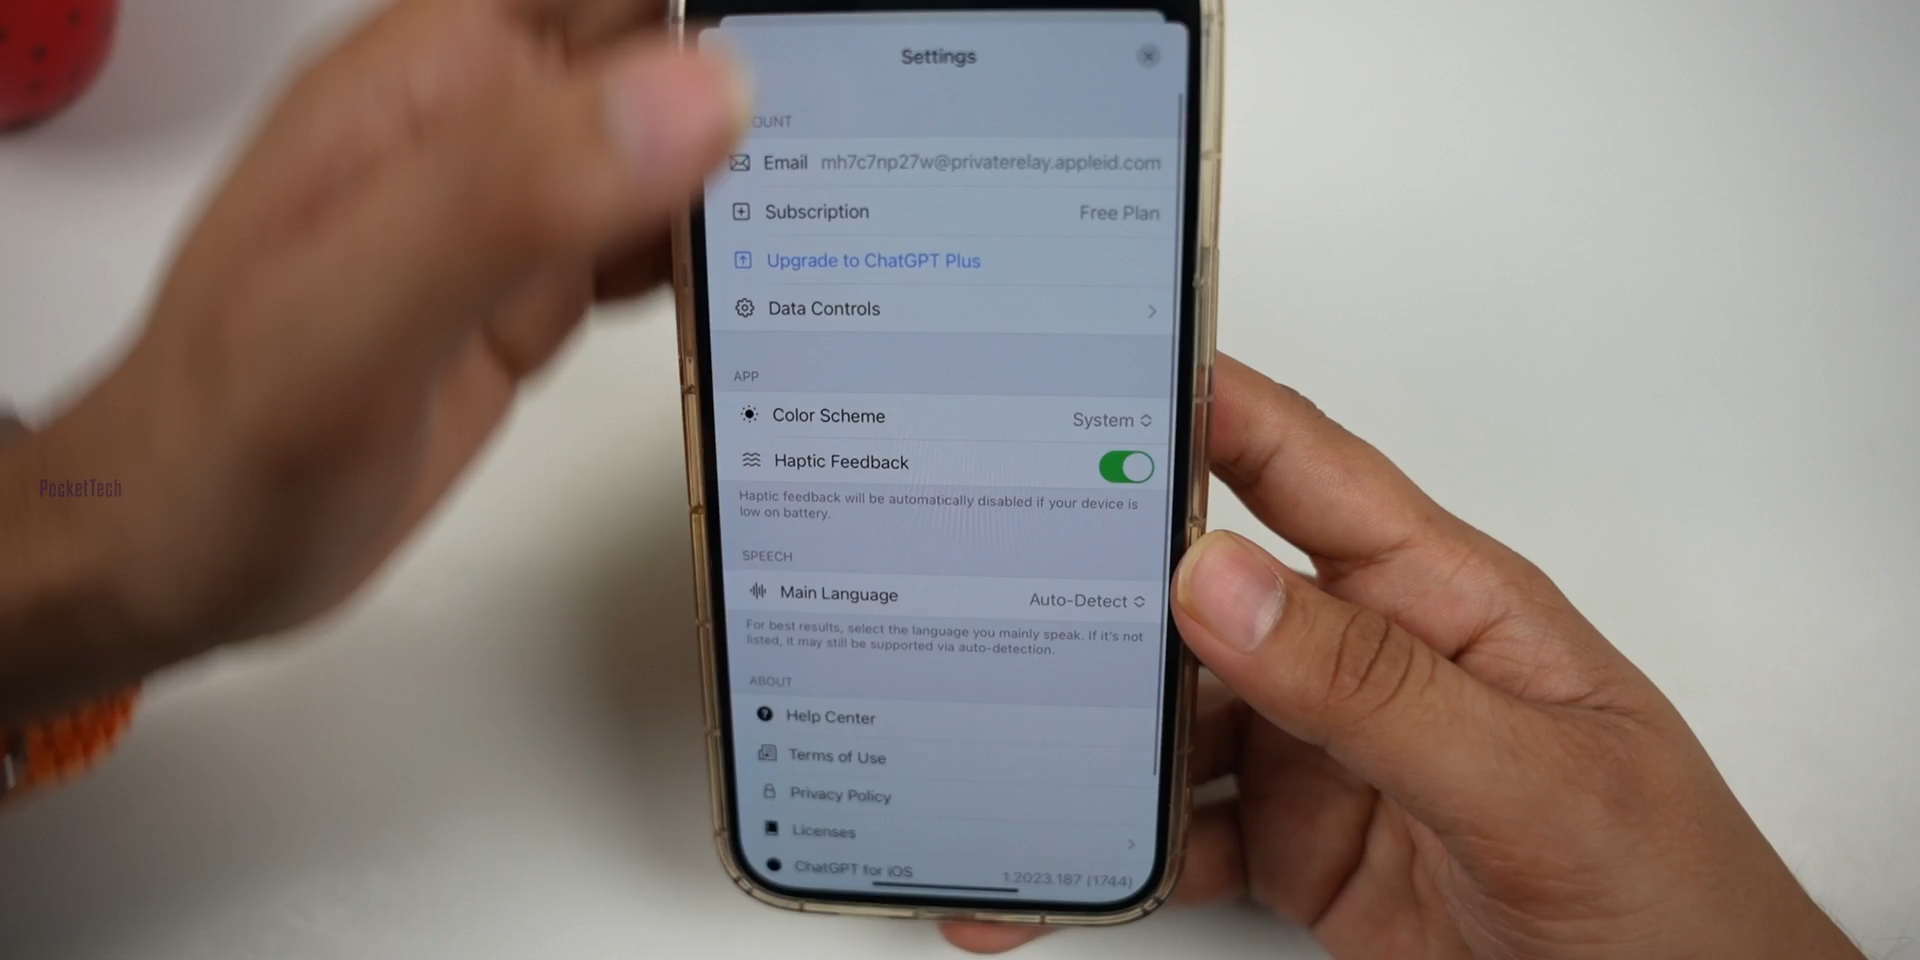 Settings
OUNT
Email mh7c7np27w@privaterelay.appleid.com
Subscription Free Plan
Upgrade to ChatGPT Plus
Data Controls
APP
Color Scheme System
Haptic Feedback
Haptic feedback will be automatically disabled if your device is
low on battery.
SPEECH
Main Language Auto-Detect
For best results, select the language you mainly speak. If it's not
listed, it may still be supported via auto-detection.
ABOUT
Help Center
Terms of Use
Privacy Policy
Licenses
ChatGPT for iOS 1.2023.187 (1744)
PocketTech